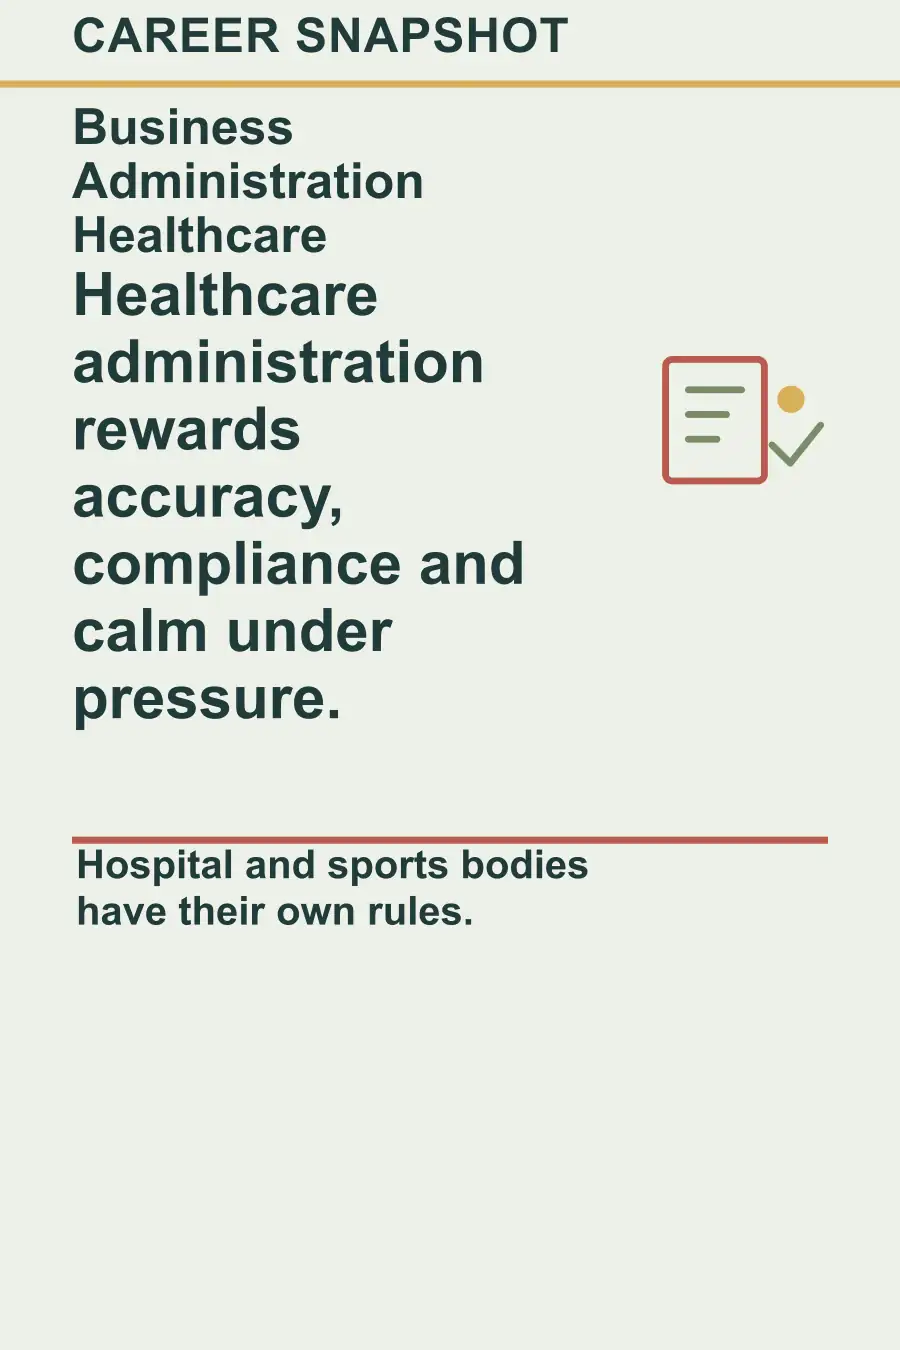 CAREER SNAPSHOT
Business
Administration
Healthcare
Healthcare
administration
rewards
accuracy,
compliance and
calm under
pressure.
Hospital and sports bodies
have their own rules.